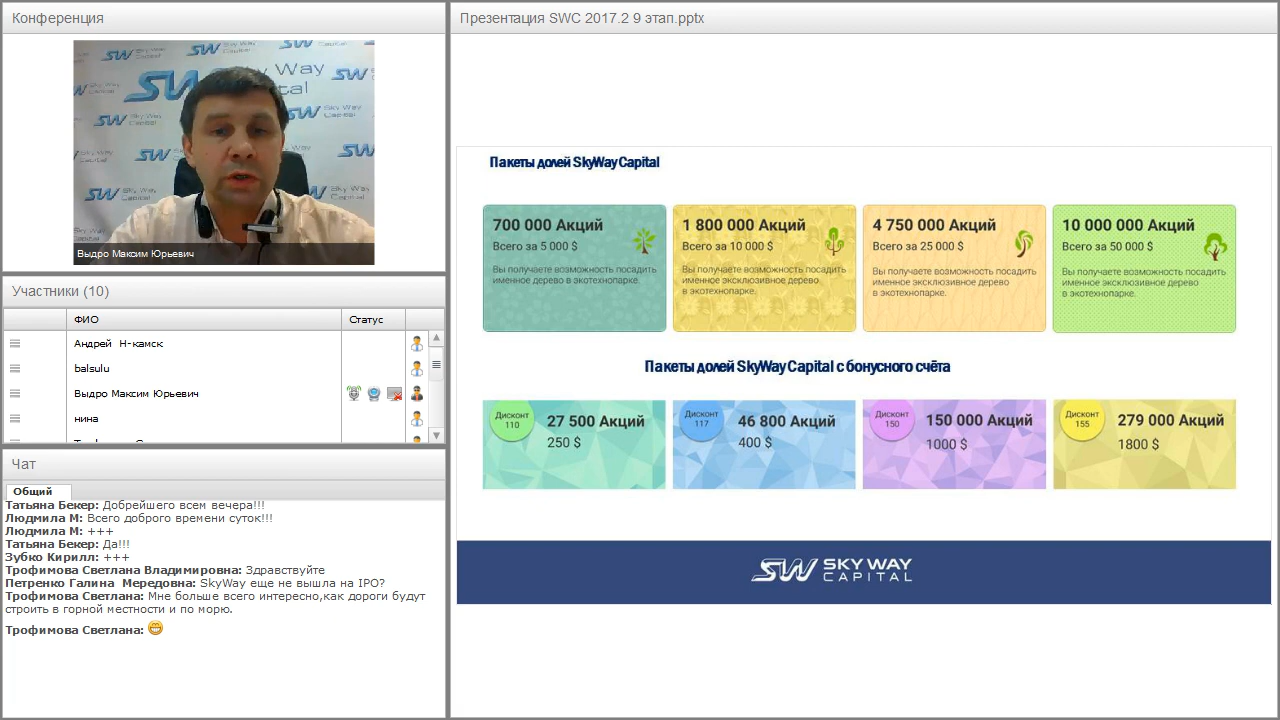 Конференция
Sky Way
Capital
Выдро Максим Юрьевич
Участники (10)
ФИО
Статус
Андрей Н-камск
balsulu
Выдро Максим Юрьевич
нина
Чат
Общий
Татьяна Бекер: Добрейшего всем вечера!!!
Людмила М: Всего доброго времени суток!!!
Людмила М: +++
Татьяна Бекер: Да!!!
Зубко Кирилл: +++
Трофимова Светлана Владимировна: Здравствуйте
Петренко Галина Мередовна: SkyWay еще не вышла на IPO?
Трофимова Светлана: Мне больше всего интересно,как дороги будут
строить в горной местности и по морю.
Трофимова Светлана:
Презентация SWC 2017.2 9 этап.pptx
Пакеты долей SkyWay Capital
700 000 Акций
Всего за 5 000 $
Вы получаете возможность посадить
именное дерево в экотехнопарке.
1 800 000 Акций
Всего за 10 000 $
Вы получаете возможность посадить
именное эксклюзивное дерево
в экотехнопарке.
4 750 000 Акций
Всего за 25 000 $
Вы получаете возможность посадить
именное эксклюзивное дерево
в экотехнопарке.
10 000 000 Акций
Всего за 50 000 $
Вы получаете возможность посадить
именное эксклюзивное дерево
в экотехнопарке.
Пакеты долей SkyWay Capital с бонусного счёта
Дисконт
110
27 500 Акций
250 $
Дисконт
117
46 800 Акций
400 $
Дисконт
150
150 000 Акций
1000 $
Дисконт
155
279 000 Акций
1800 $
SW SKY WAY
CAPITAL